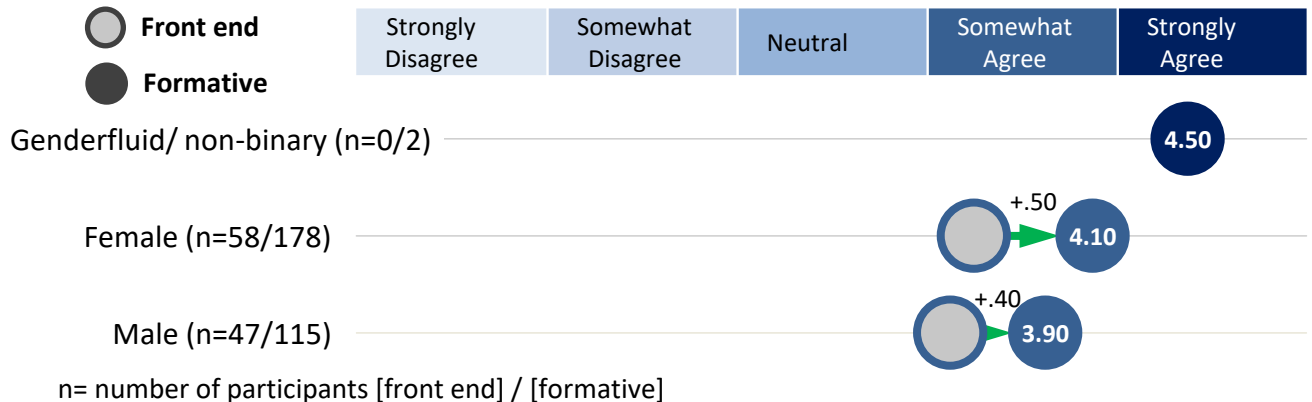 Front end
Formative
Strongly Disagree
Somewhat Disagree
Neutral
Somewhat Agree
Strongly Agree
Genderfluid/ non-binary (n=0/2)
4.50
Female (n=58/178)
+.50
4.10
Male (n=47/115)
+.40
3.90
n= number of participants [front end] / [formative]